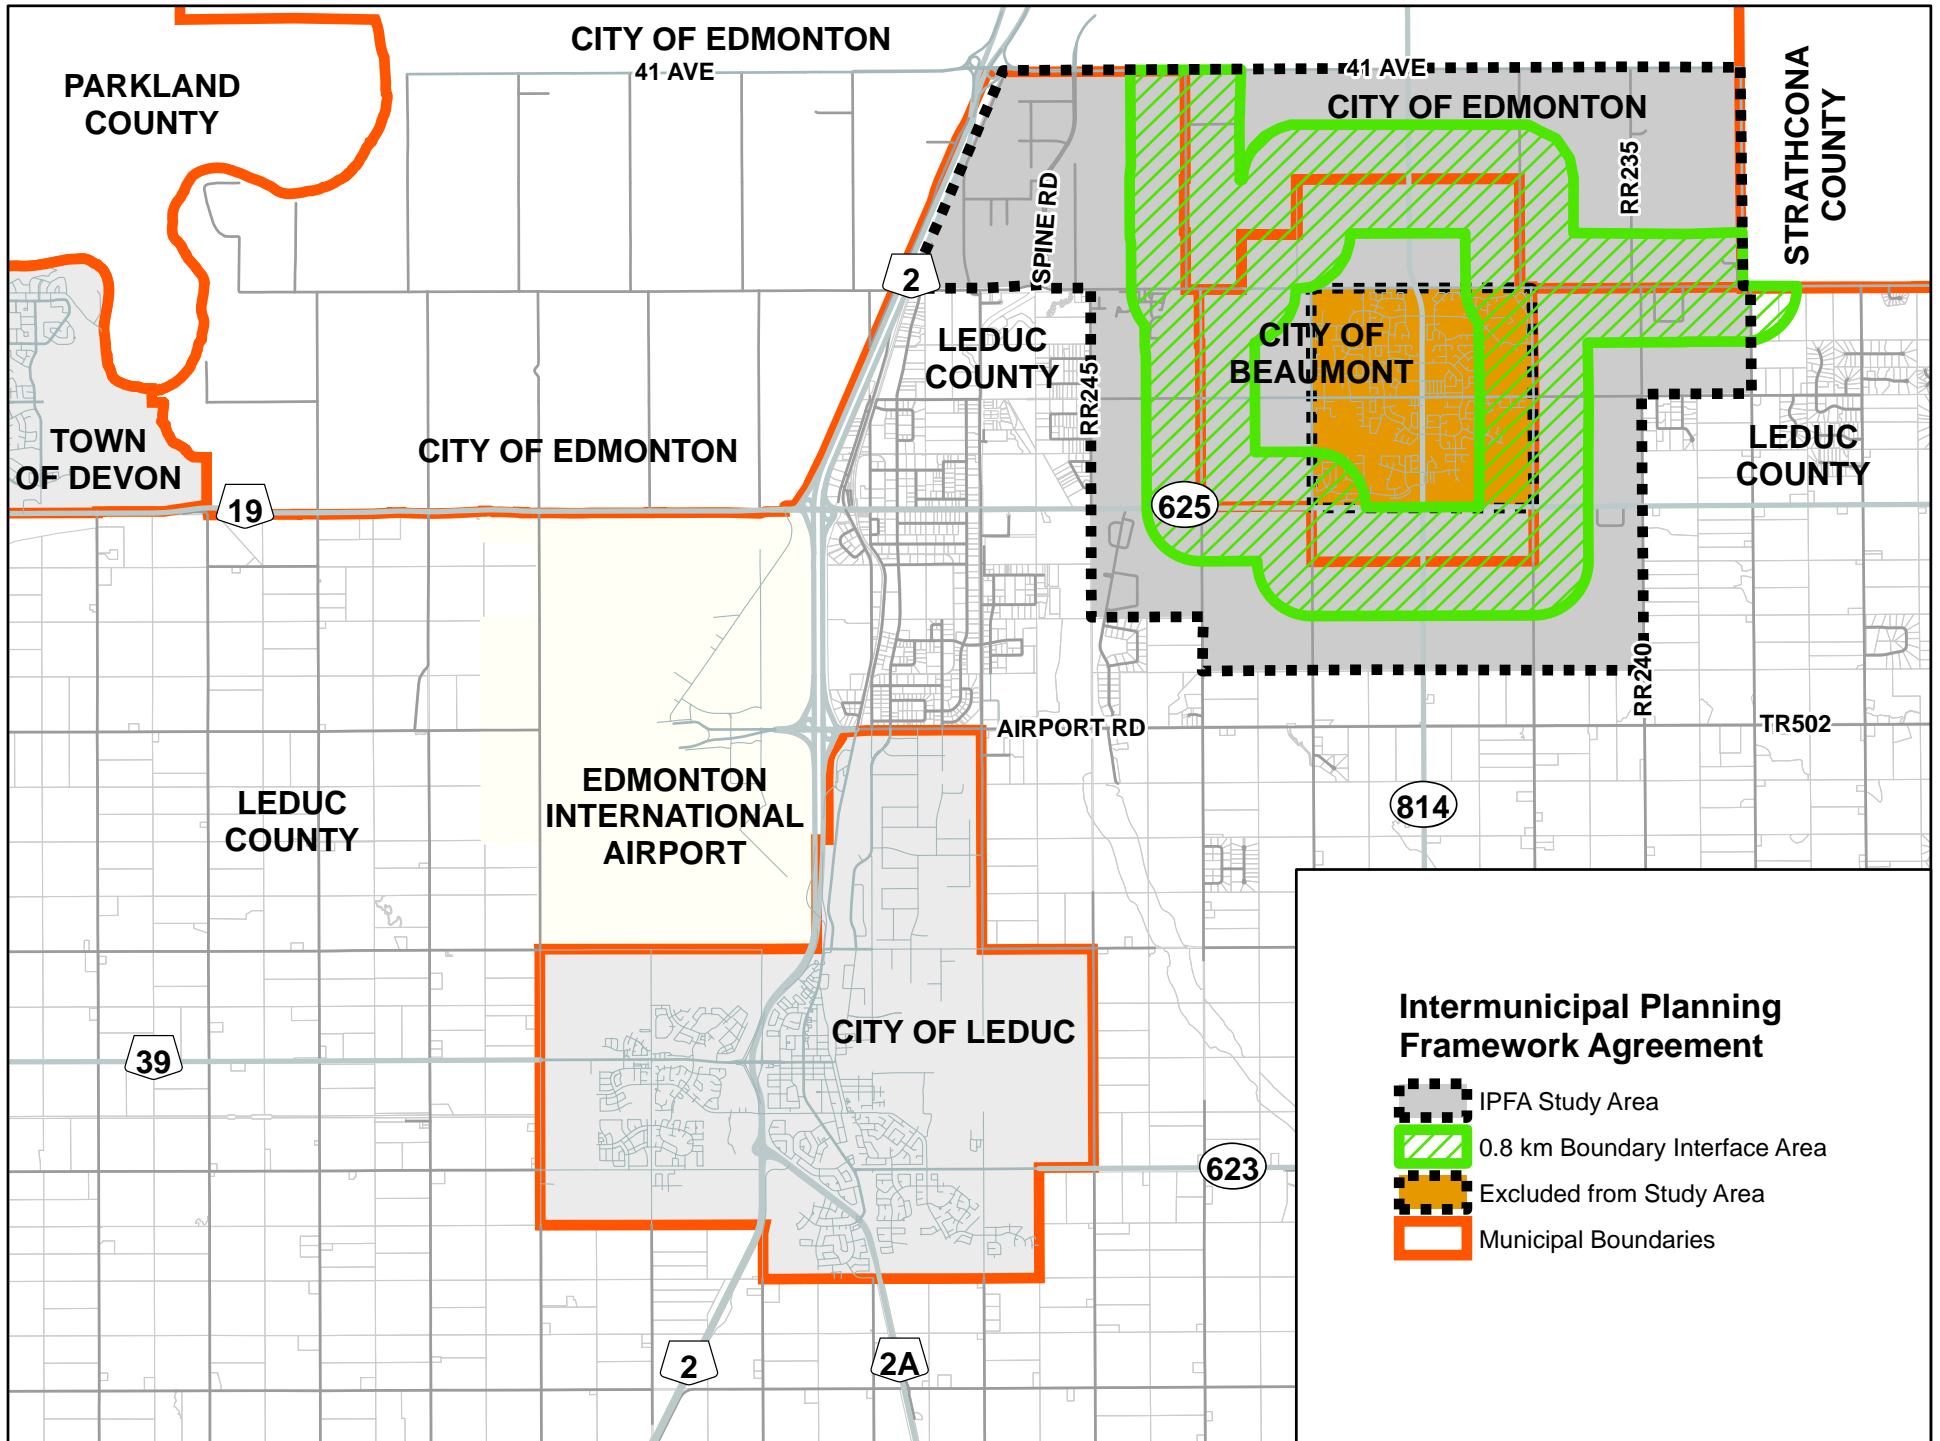 CITY OF EDMONTON
41 AVE
PARKLAND
COUNTY
41 AVE
CITY OF EDMONTON
STRATHCONA
COUNTY
RR235
SPINE RD
2
LEDUC
COUNTY
CITY OF
BEAUMONT
RR245
TOWN
OF DEVON
CITY OF EDMONTON
LEDUC
COUNTY
19
625
RR240
AIRPORT RD
TR502
EDMONTON
INTERNATIONAL
AIRPORT
LEDUC
COUNTY
814
CITY OF LEDUC
39
623
2
2A
Intermunicipal Planning
Framework Agreement
IPFA Study Area
0.8 km Boundary Interface Area
Excluded from Study Area
Municipal Boundaries